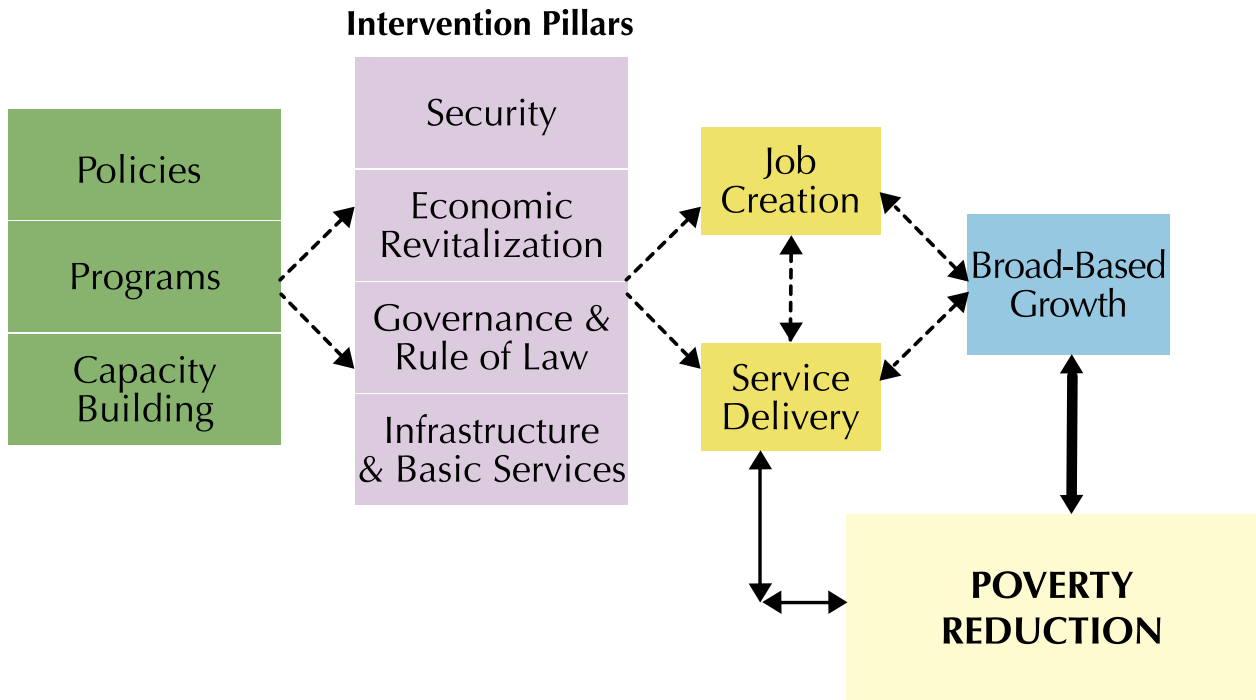 Intervention Pillars
Policies
Programs
Capacity
Building
Security
Economic
Revitalization
Governance &
Rule of Law
Infrastructure
& Basic Services
Job
Creation
Service
Delivery
Broad-Based
Growth
POVERTY
REDUCTION